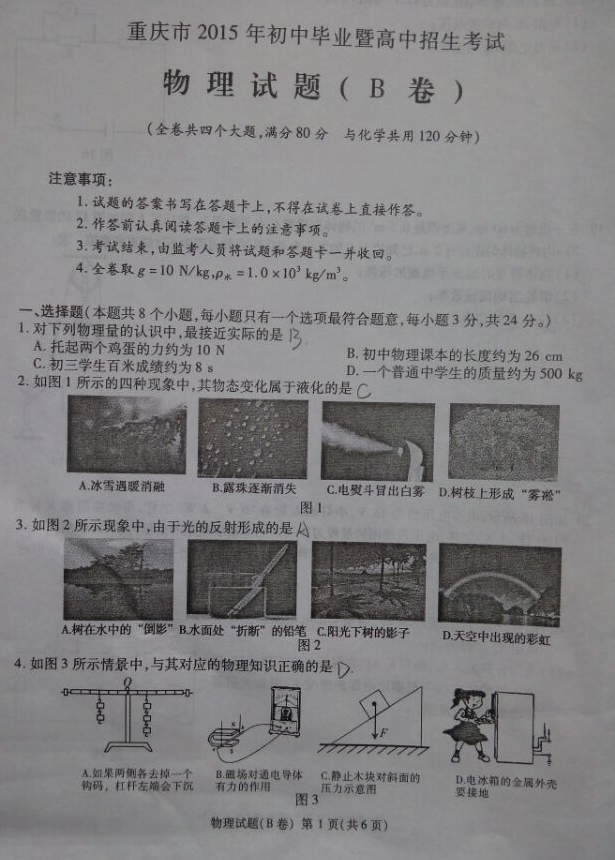 重庆市 2015 年初中毕业暨高中招生考试
物 理 试 题 ( B 卷 )
(全卷共四个大题,满分 80 分 与化学共用 120 分钟)
注意事项:
1. 试题的答案书写在答题卡上,不得在试卷上直接作答。
2. 作答前认真阅读答题卡上的注意事项。
3. 考试结束,由监考人员将试题和答题卡一并收回。
4. 全卷取 g=10 N/kg,ρ水=1.0×10³ kg/m³。
一、选择题(本题共 8 个小题,每小题只有一个选项最符合题意,每小题 3 分,共 24 分。)
1. 对下列物理量的认识中,最接近实际的是 B.
A. 托起两个鸡蛋的力约为 10 N
B. 初中物理课本的长度约为 26 cm
C. 初三学生百米成绩约为 8 s
D. 一个普通中学生的质量约为 500 kg
2. 如图 1 所示的四种现象中,其物态变化属于液化的是 C
A.冰雪遇暖消融 B.露珠逐渐消失 C.电熨斗冒出白雾 D.树枝上形成“雾凇”
图 1
3. 如图 2 所示现象中,由于光的反射形成的是 A
A.树在水中的“倒影” B.水面处“折断”的铅笔 C.阳光下树的影子 D.天空中出现的彩虹
图 2
4. 如图 3 所示情景中,与其对应的物理知识正确的是 D.
F
A.如果两侧各去掉一个
钩码，杠杆左端会下沉
B.磁场对通电导体
有力的作用
C.静止木块对斜面的
压力示意图
D.电冰箱的金属外壳
要接地
图 3
物理试题(B 卷) 第 1 页(共 6 页)